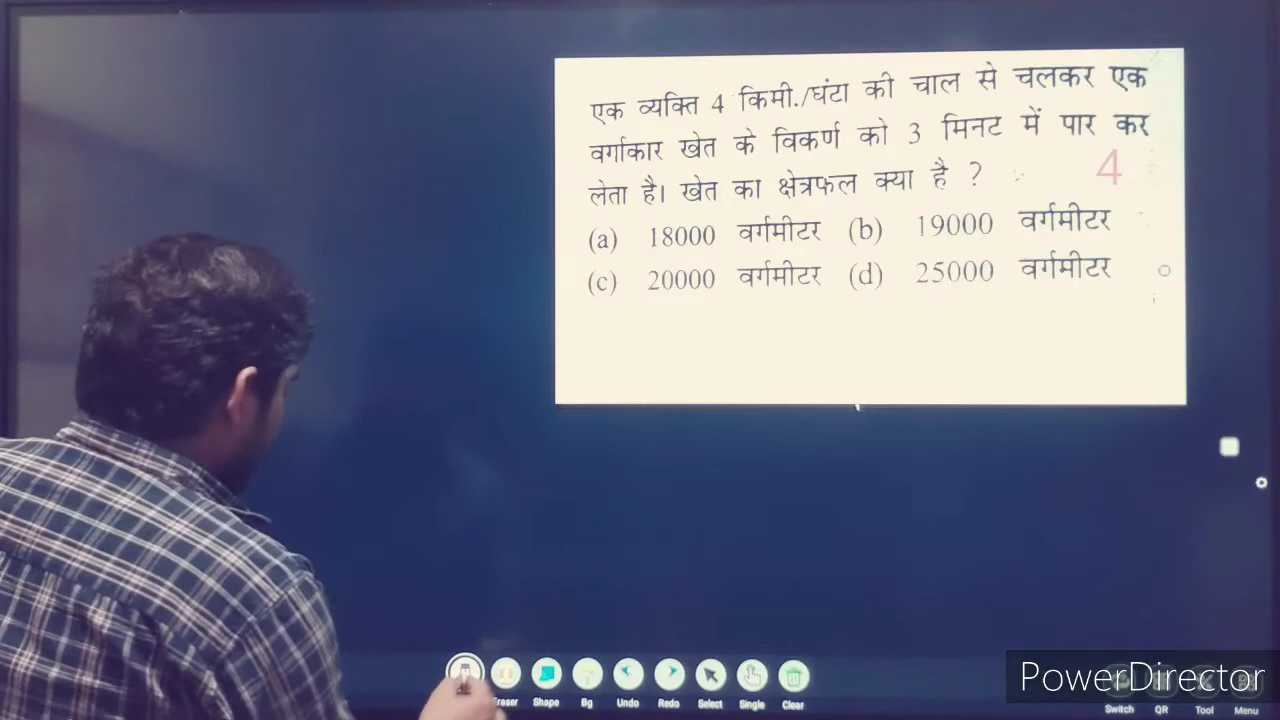 एक व्यक्ति 4 किमी./घंटा की चाल से चलकर एक
वर्गाकार खेत के विकर्ण को 3 मिनट में पार कर
लेता है। खेत का क्षेत्रफल क्या है ?
4
(a) 18000 वर्गमीटर (b) 19000 वर्गमीटर
(c) 20000 वर्गमीटर (d) 25000 वर्गमीटर
Shape Bg Undo Redo Select Single Clear
PowerDirector
Switch QR Tool Menu